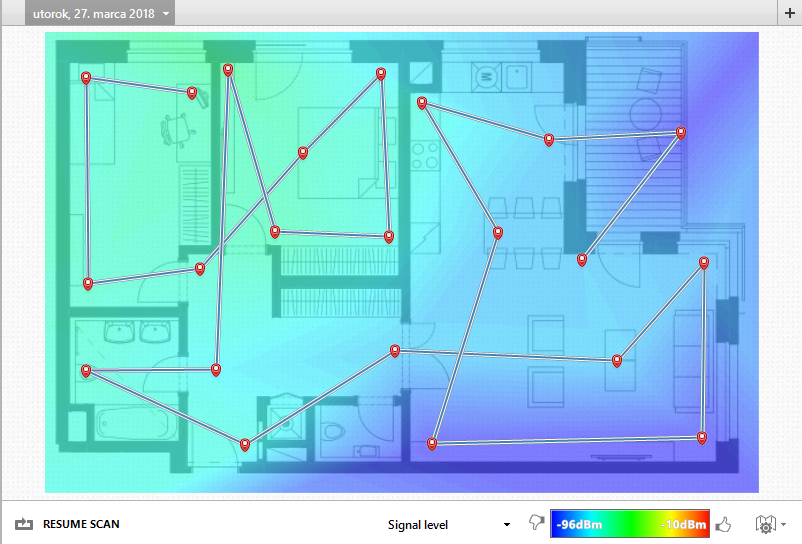 utorok, 27. marca 2018
M
RESUME SCAN
Signal level
-96dBm
-10dBm